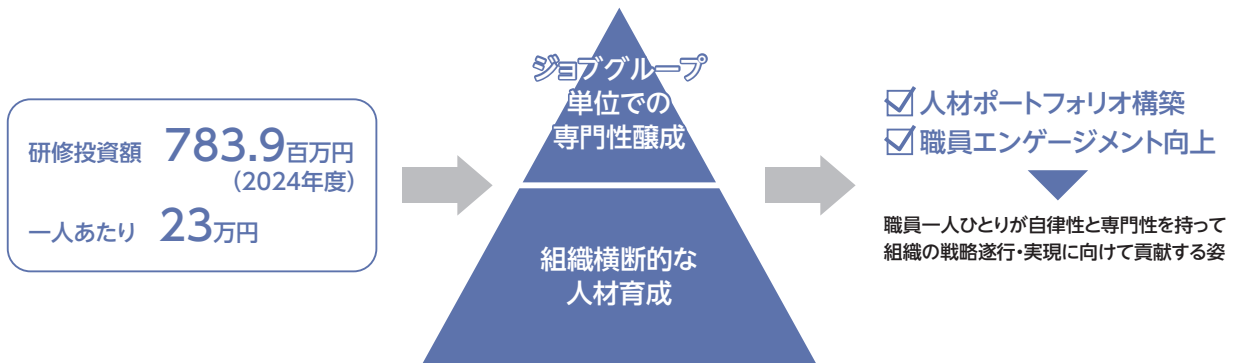 研修投資額 783.9百万円
(2024年度)
一人あたり 23万円
ジョブグループ
単位での
専門性醸成
組織横断的な
人材育成
人材ポートフォリオ構築
職員エンゲージメント向上
職員一人ひとりが自律性と専門性を持って
組織の戦略遂行・実現に向けて貢献する姿